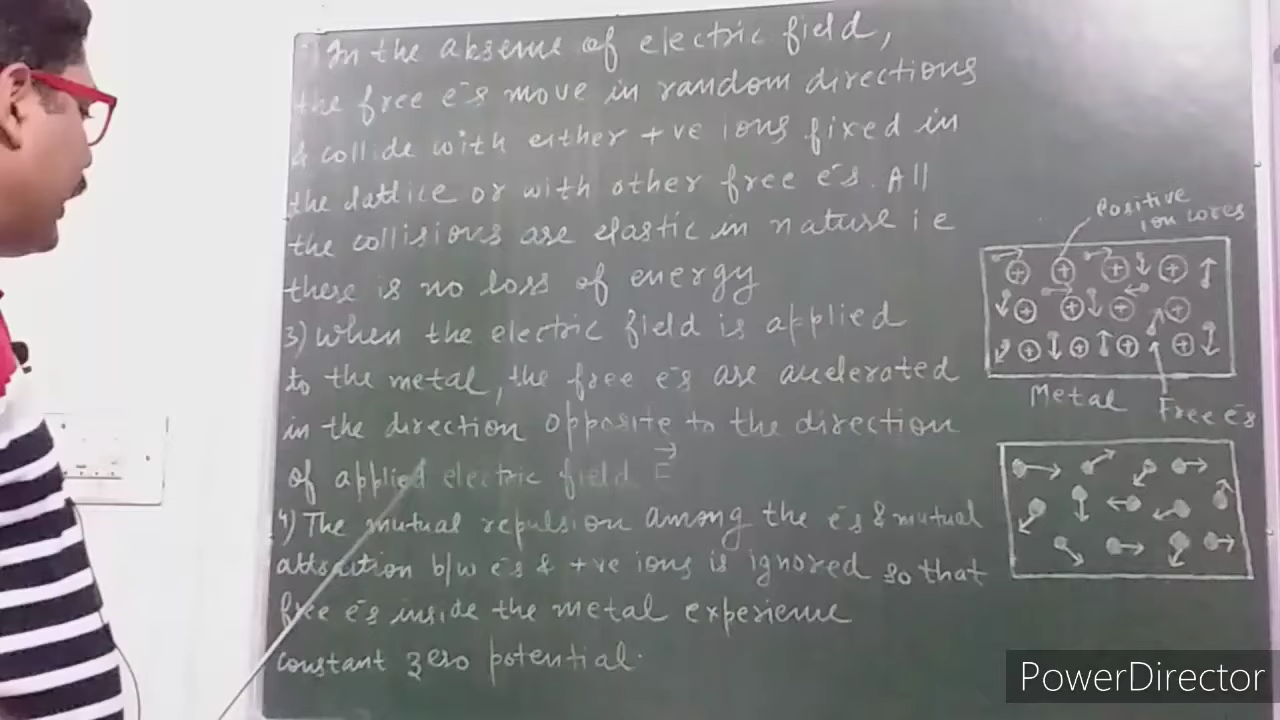 In the absence of electric field,
the free e⁻s move in random directions
& collide with either +ve ions fixed in
the lattice or with other free e⁻s. All
the collisions are elastic in nature i e
there is no loss of energy
3) When the electric field is applied
to the metal, the free e⁻s are accelerated
in the direction opposite to the direction
of applied electric field. E⃗
4) The mutual repulsion among the e⁻s & mutual
attraction b/w e⁻s & +ve ions is ignored so that
free e⁻s inside the metal experience
constant zero potential.
Positive
ion cores
+ + + +
+ + + +
+ + + +
Metal
Free e⁻s
PowerDirector